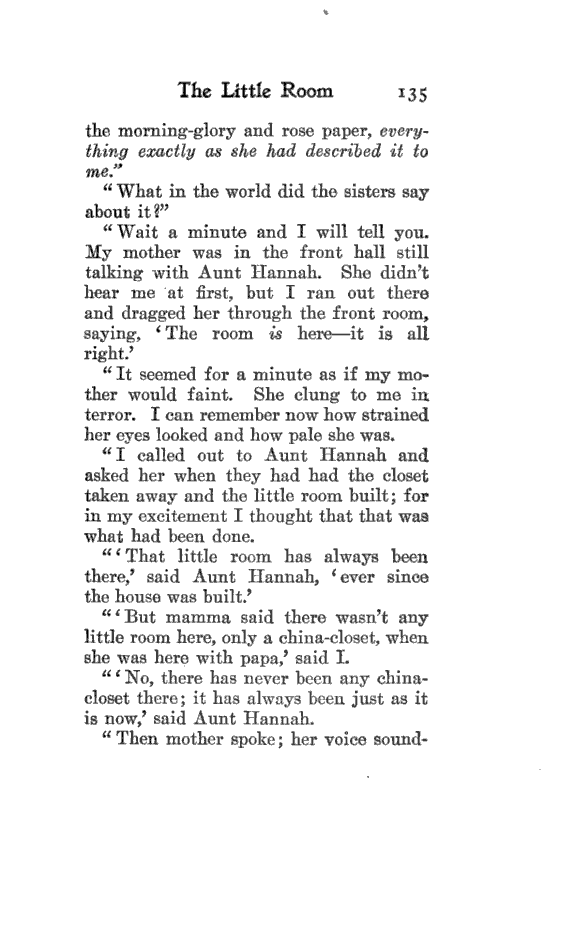 The Little Room 135
the morning-glory and rose paper, every-
thing exactly as she had described it to
me.”
“What in the world did the sisters say
about it?”
“Wait a minute and I will tell you.
My mother was in the front hall still
talking with Aunt Hannah. She didn’t
hear me at first, but I ran out there
and dragged her through the front room,
saying, ‘The room is here—it is all
right.’
“It seemed for a minute as if my mo-
ther would faint. She clung to me in
terror. I can remember now how strained
her eyes looked and how pale she was.
“I called out to Aunt Hannah and
asked her when they had had the closet
taken away and the little room built; for
in my excitement I thought that that was
what had been done.
“‘That little room has always been
there,’ said Aunt Hannah, ‘ever since
the house was built.’
“‘But mamma said there wasn’t any
little room here, only a china-closet, when
she was here with papa,’ said I.
“‘No, there has never been any china-
closet there; it has always been just as it
is now,’ said Aunt Hannah.
“Then mother spoke; her voice sound-